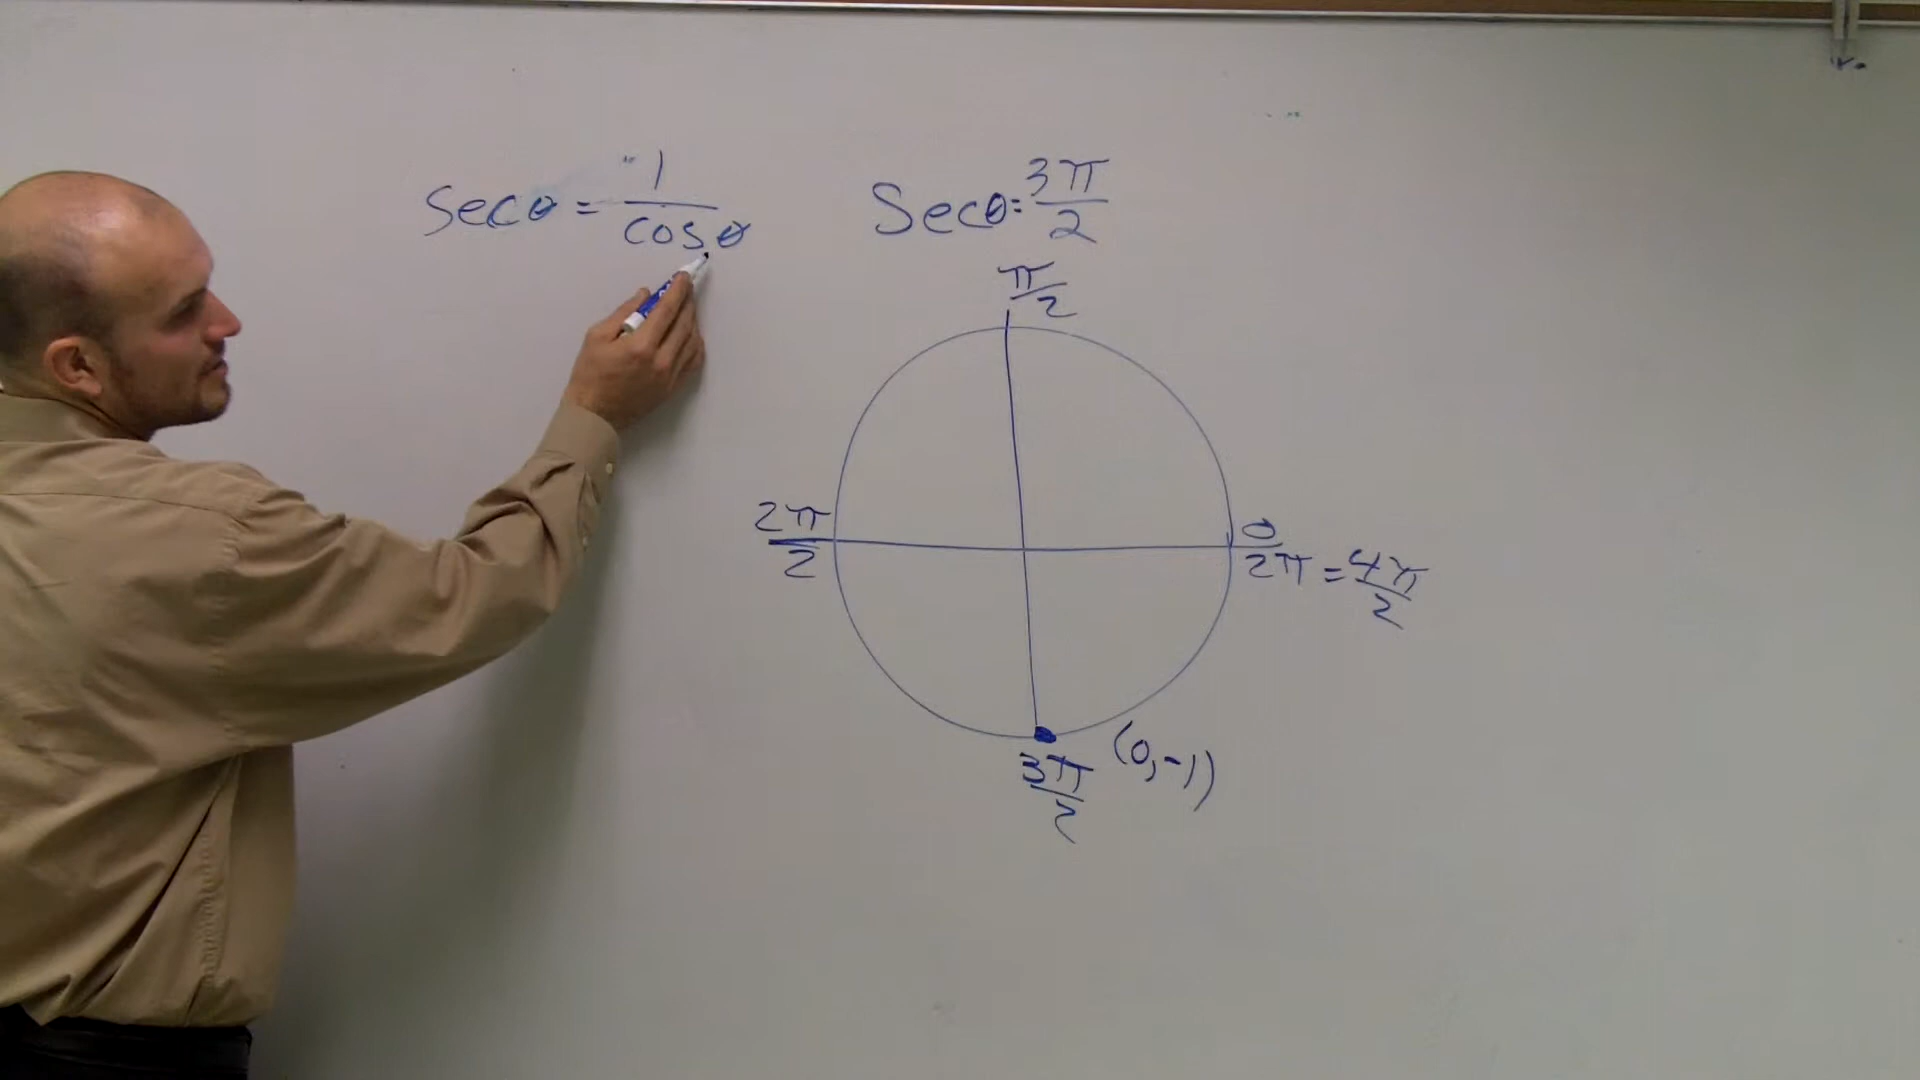 secθ = 1/cosθ
Secθ = 3π/2
π/2
2π/2
0
2π = 4π/2
3π/2
(0,-1)